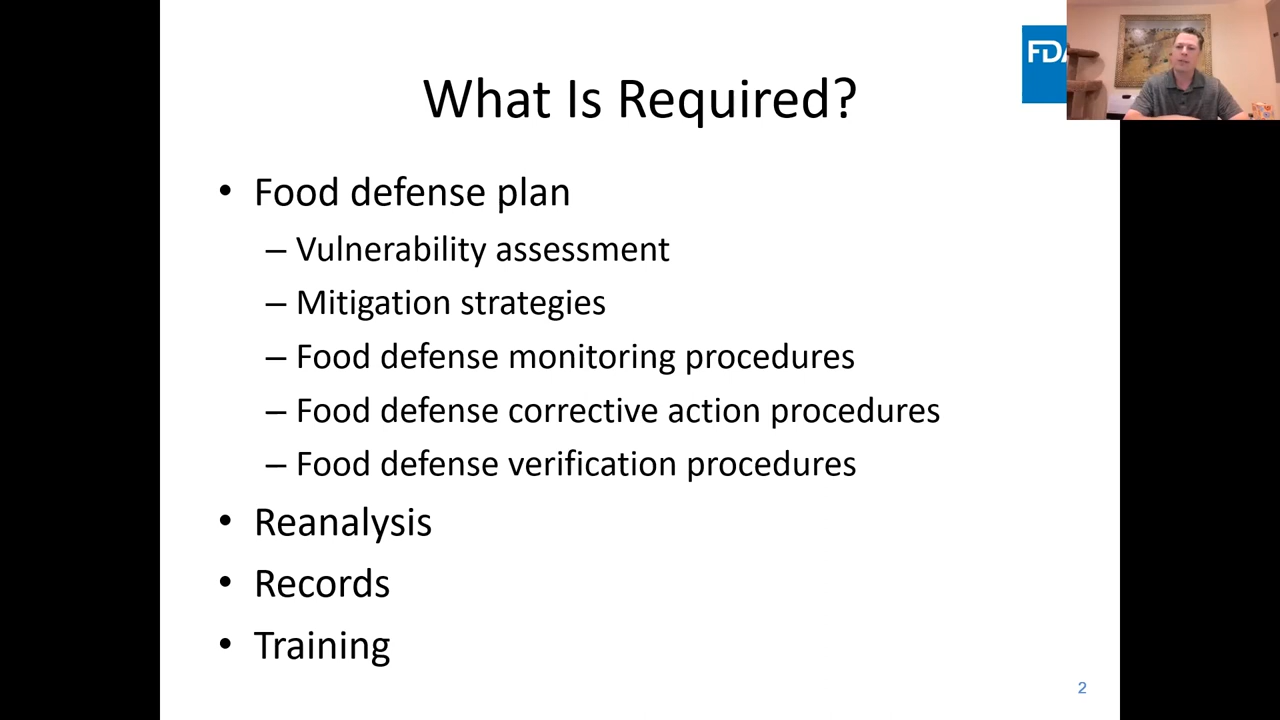 What Is Required?
FDA
• Food defense plan
– Vulnerability assessment
– Mitigation strategies
– Food defense monitoring procedures
– Food defense corrective action procedures
– Food defense verification procedures
• Reanalysis
• Records
• Training
2